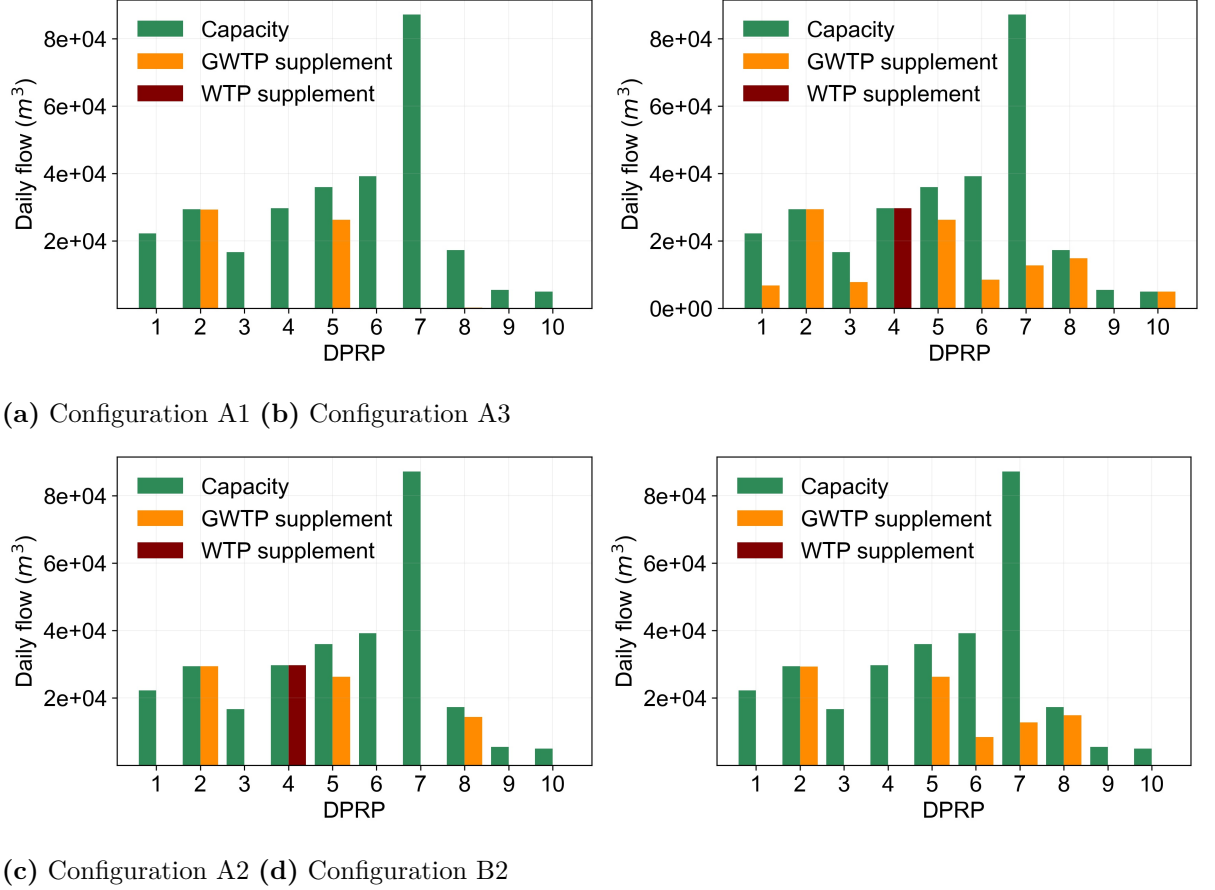 8e+04
6e+04
4e+04
2e+04
Daily flow (m³)
Capacity
GWTP supplement
WTP supplement
1 2 3 4 5 6 7 8 9 10
DPRP
8e+04
6e+04
4e+04
2e+04
0e+00
Daily flow (m³)
Capacity
GWTP supplement
WTP supplement
1 2 3 4 5 6 7 8 9 10
DPRP
(a) Configuration A1 (b) Configuration A3
8e+04
6e+04
4e+04
2e+04
Daily flow (m³)
Capacity
GWTP supplement
WTP supplement
1 2 3 4 5 6 7 8 9 10
DPRP
8e+04
6e+04
4e+04
2e+04
Daily flow (m³)
Capacity
GWTP supplement
WTP supplement
1 2 3 4 5 6 7 8 9 10
DPRP
(c) Configuration A2 (d) Configuration B2